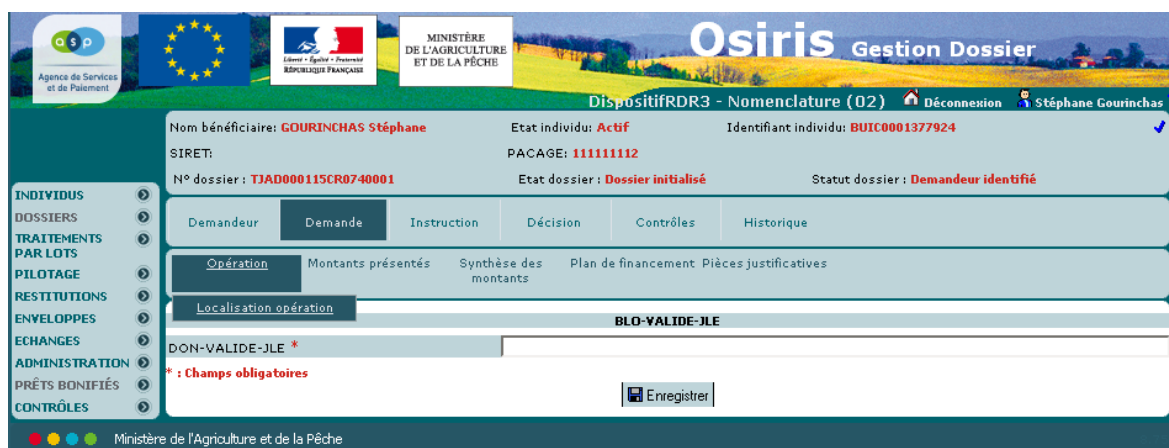 asp
Agence de Services
et de Paiement
Liberté • Égalité • Fraternité
RÉPUBLIQUE FRANÇAISE
MINISTÈRE
DE L'AGRICULTURE
ET DE LA PÊCHE
Osiris Gestion Dossier
DispositifRDR3 - Nomenclature (02) Déconnexion Stéphane Gourinchas
Nom bénéficiaire: GOURINCHAS Stéphane Etat individu: Actif Identifiant individu: BUIC0001377924
SIRET: PACAGE: 111111112
N° dossier : TJAD000115CR0740001 Etat dossier : Dossier initialisé Statut dossier : Demandeur identifié
INDIVIDUS
DOSSIERS
TRAITEMENTS
PAR LOTS
PILOTAGE
RESTITUTIONS
ENVELOPPES
ECHANGES
ADMINISTRATION
PRÊTS BONIFIÉS
CONTRÔLES
Demandeur Demande Instruction Décision Contrôles Historique
Opération Montants présentés Synthèse des Plan de financement Pièces justificatives
montants
Localisation opération
BLO-VALIDE-JLE
DON-VALIDE-JLE *
* : Champs obligatoires
Enregistrer
Ministère de l'Agriculture et de la Pêche